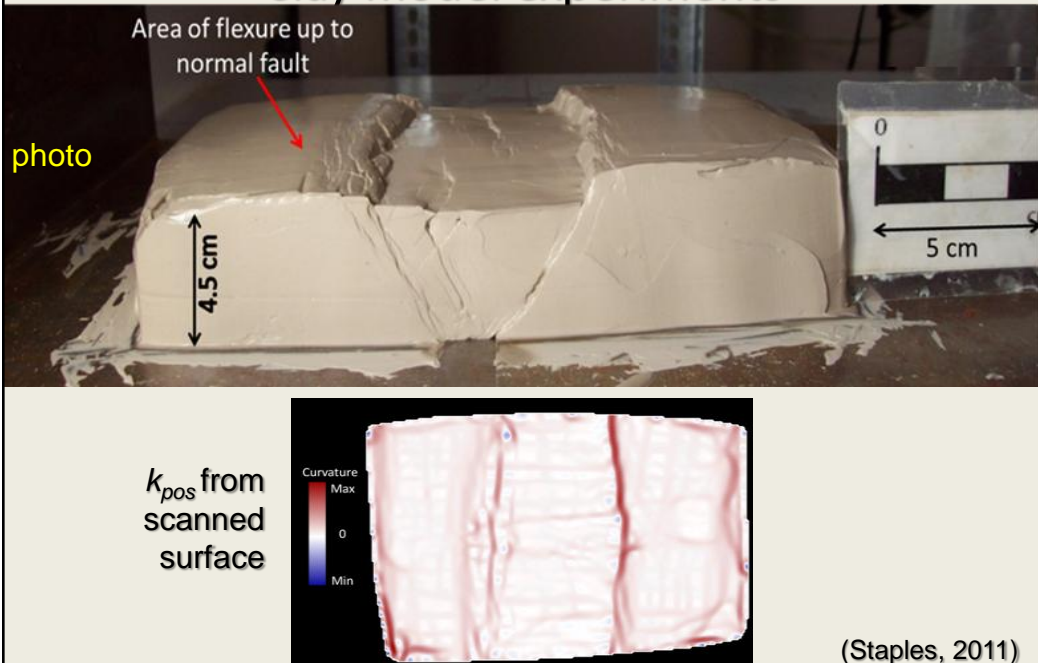 Area of flexure up to
normal fault
photo
0
4.5 cm
5 cm
k_pos from
scanned
surface
Curvature
Max
0
Min
(Staples, 2011)